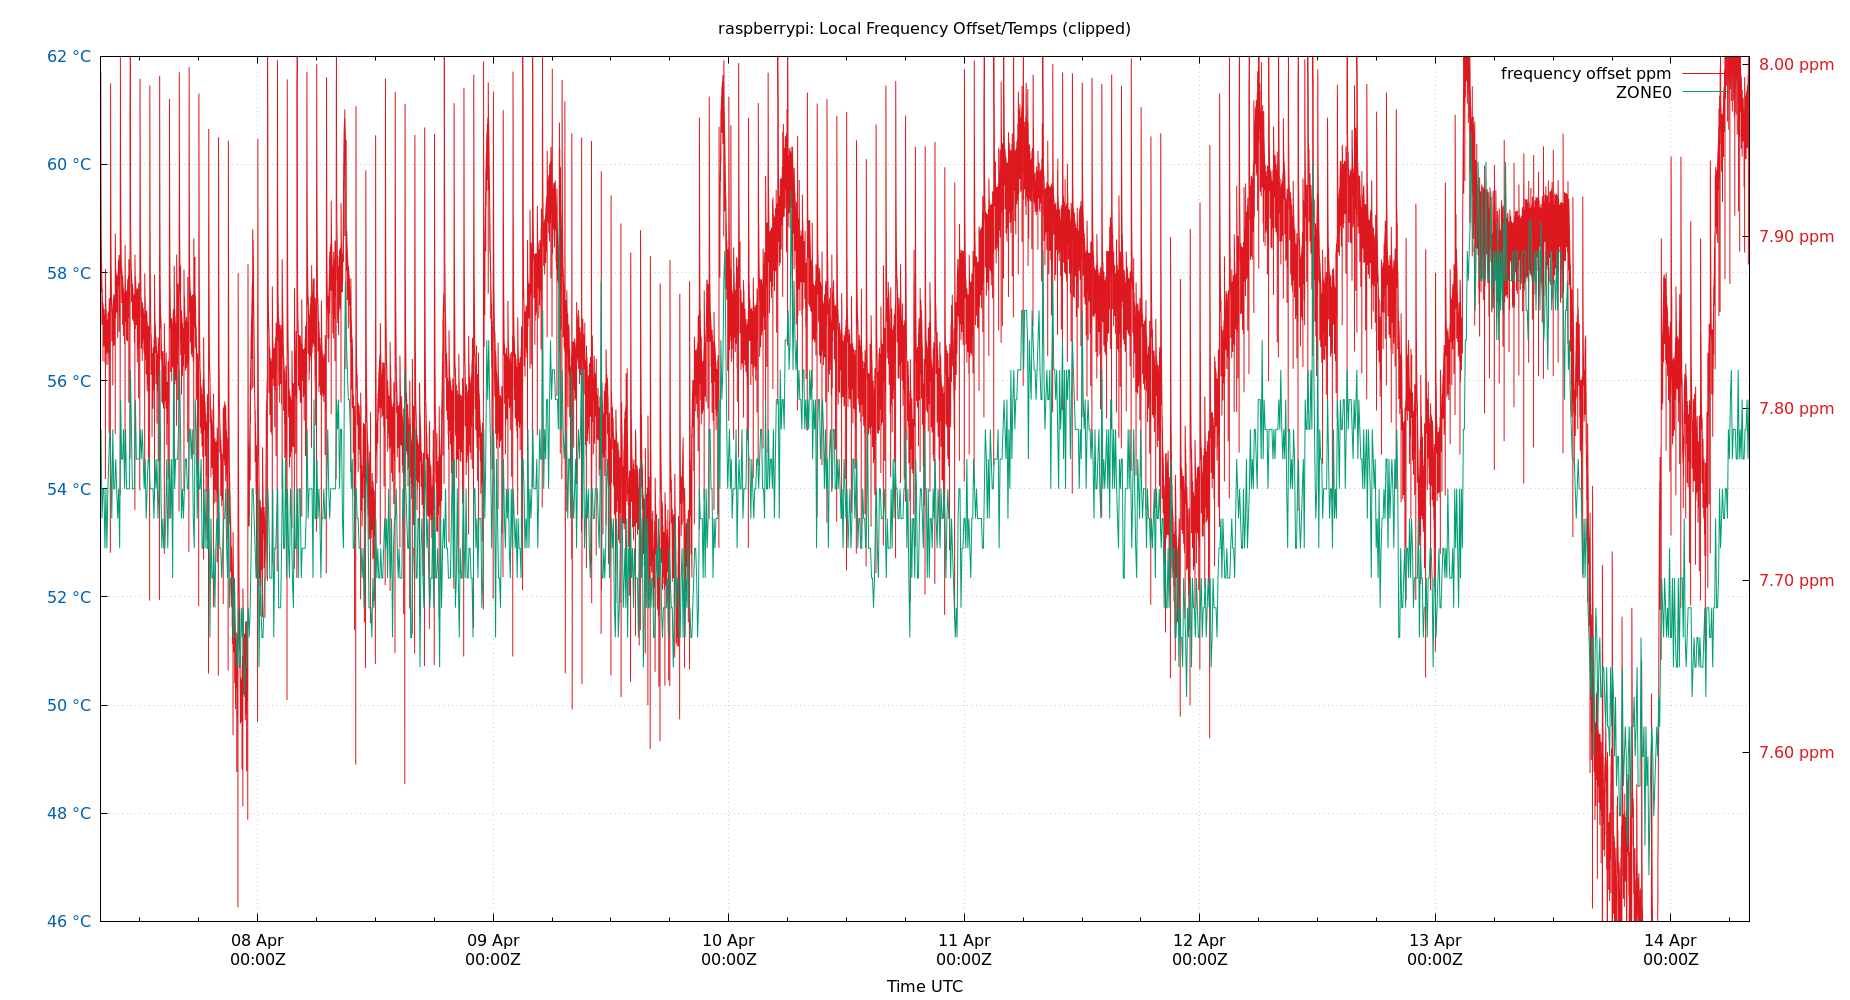 raspberrypi: Local Frequency Offset/Temps (clipped)
62 °C
60 °C
58 °C
56 °C
54 °C
52 °C
50 °C
48 °C
46 °C
frequency offset ppm
ZONE0
8.00 ppm
7.90 ppm
7.80 ppm
7.70 ppm
7.60 ppm
08 Apr
00:00Z
09 Apr
00:00Z
10 Apr
00:00Z
11 Apr
00:00Z
12 Apr
00:00Z
13 Apr
00:00Z
14 Apr
00:00Z
Time UTC